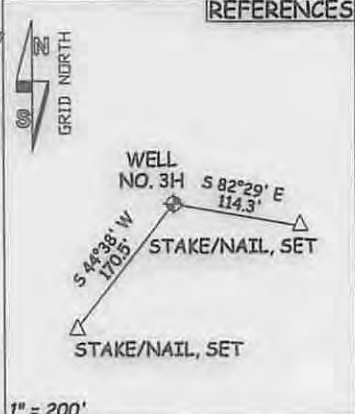 REFERENCES
N
S
GRID NORTH
WELL
NO. 3H
S 82°29' E
114.3'
S 44°38' W
170.5'
STAKE/NAIL, SET
STAKE/NAIL, SET
1" = 200'